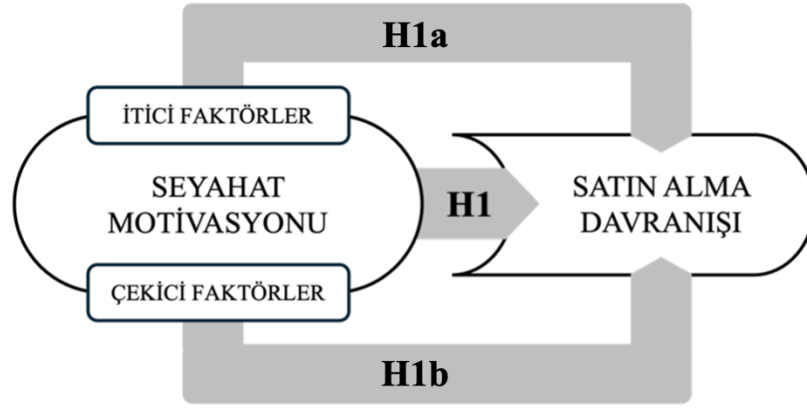 H1a
İTİCİ FAKTÖRLER
SEYAHAT
MOTİVASYONU
H1
SATIN ALMA
DAVRANIŞI
ÇEKİCİ FAKTÖRLER
H1b